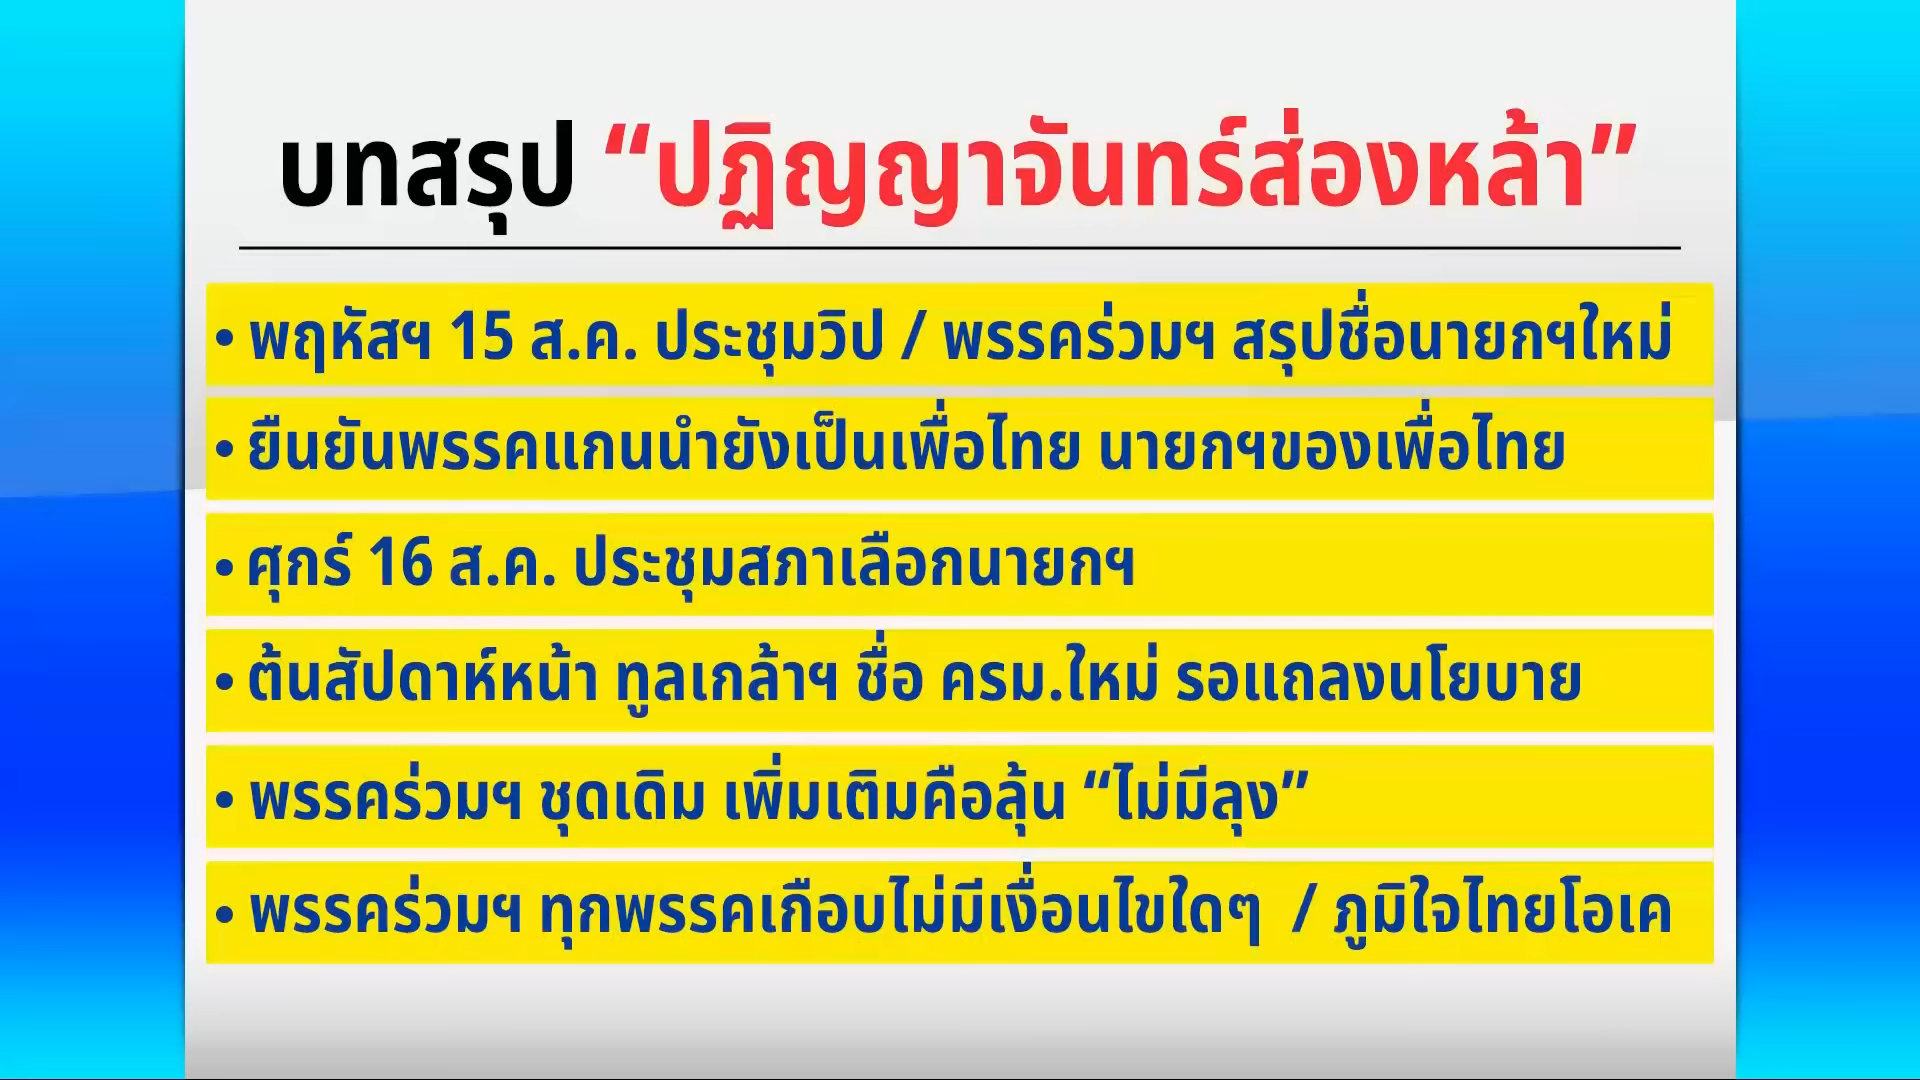 บทสรุป “ปฏิญญาจันทร์ส่องหล้า”
• พฤหัสฯ 15 ส.ค. ประชุมวิป / พรรคร่วมฯ สรุปชื่อนายกฯใหม่
• ยืนยันพรรคแกนนำยังเป็นเพื่อไทย นายกฯของเพื่อไทย
• ศุกร์ 16 ส.ค. ประชุมสภาเลือกนายกฯ
• ต้นสัปดาห์หน้า ทูลเกล้าฯ ชื่อ ครม.ใหม่ รอแถลงนโยบาย
• พรรคร่วมฯ ชุดเดิม เพิ่มเติมคือลุ้น “ไม่มีลุง”
• พรรคร่วมฯ ทุกพรรคเกือบไม่มีเงื่อนไขใดๆ / ภูมิใจไทยโอเค